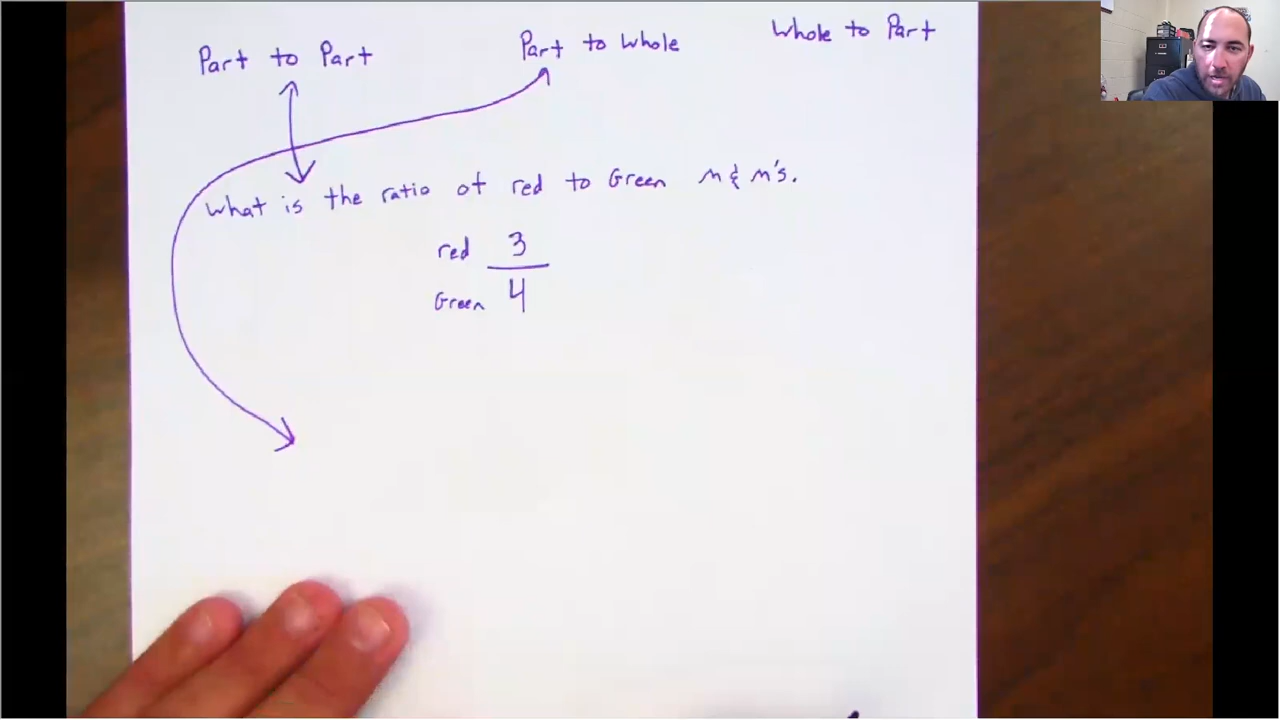 Part to Part
Part to Whole
Whole to Part
What is the ratio of red to Green M & M's.
red 3
Green 4